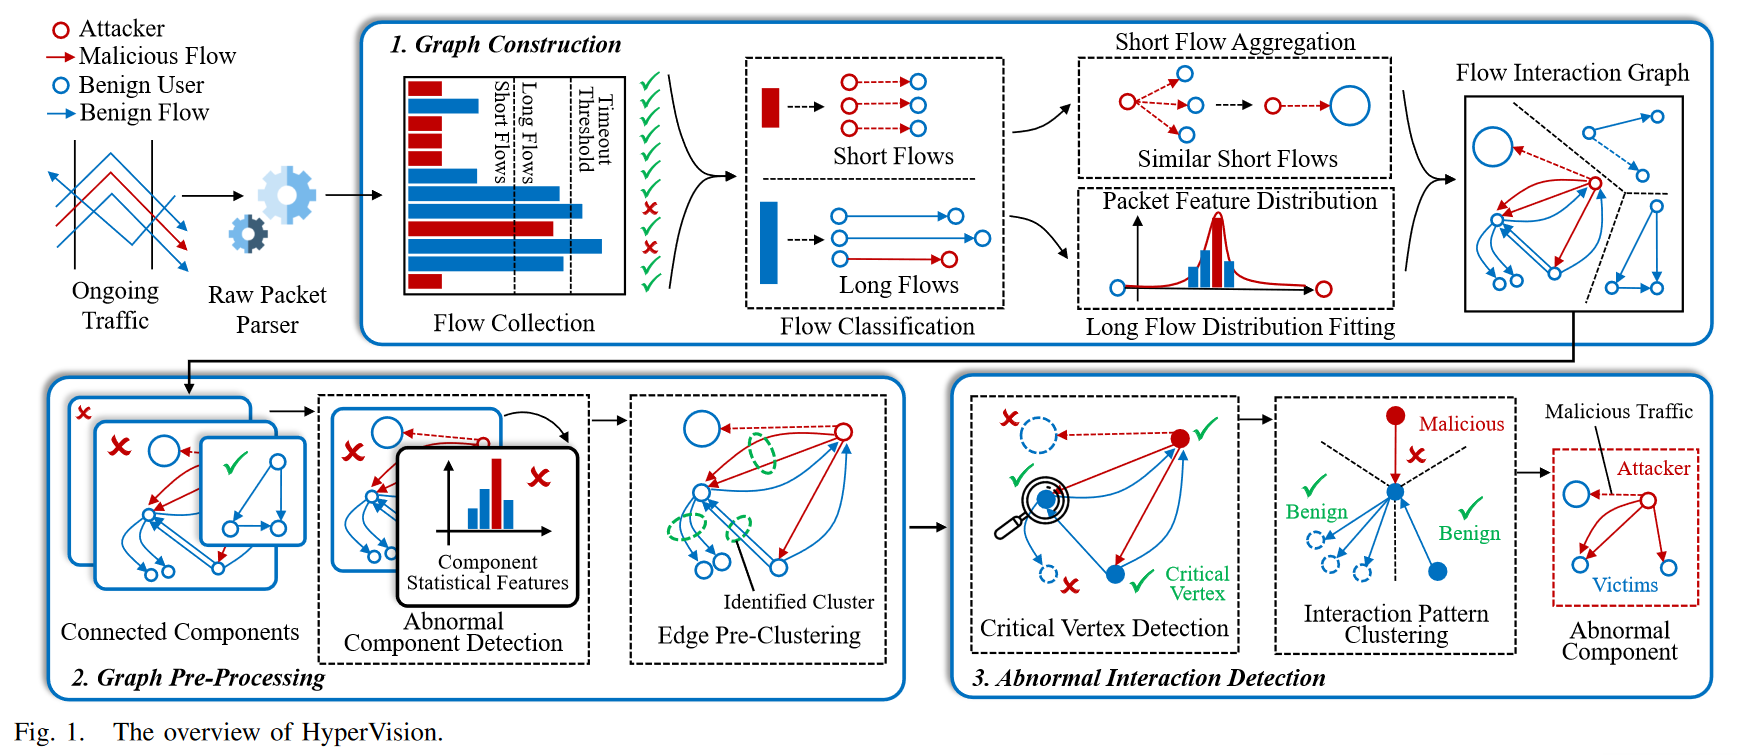 Attacker
Malicious Flow
Benign User
Benign Flow
Ongoing
Traffic
Raw Packet
Parser
1. Graph Construction
Short Flows
Long Flows
Timeout
Threshold
Flow Collection
Short Flows
Long Flows
Flow Classification
Short Flow Aggregation
Similar Short Flows
Packet Feature Distribution
Long Flow Distribution Fitting
Flow Interaction Graph
Connected Components
Component
Statistical Features
Abnormal
Component Detection
Identified Cluster
Edge Pre-Clustering
2. Graph Pre-Processing
Critical
Vertex
Critical Vertex Detection
Malicious
Benign
Benign
Interaction Pattern
Clustering
Malicious Traffic
Attacker
Victims
Abnormal
Component
3. Abnormal Interaction Detection
Fig. 1. The overview of HyperVision.